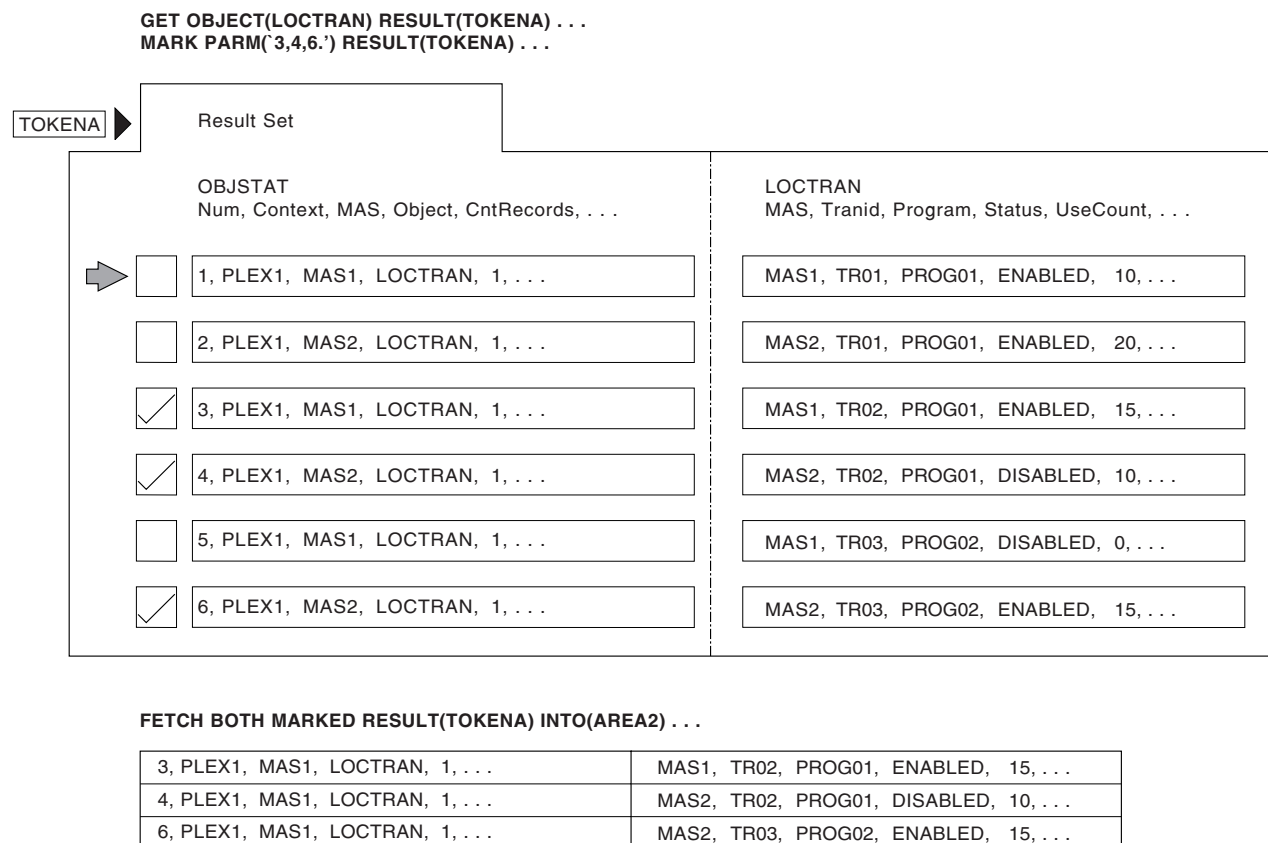 GET OBJECT(LOCTRAN) RESULT(TOKENA) . . .
MARK PARM(`3,4,6.') RESULT(TOKENA) . . .
TOKENA
Result Set
OBJSTAT
Num, Context, MAS, Object, CntRecords, . . .
LOCTRAN
MAS, Tranid, Program, Status, UseCount, . . .
1, PLEX1, MAS1, LOCTRAN, 1, . . .
MAS1, TR01, PROG01, ENABLED, 10, . . .
2, PLEX1, MAS2, LOCTRAN, 1, . . .
MAS2, TR01, PROG01, ENABLED, 20, . . .
3, PLEX1, MAS1, LOCTRAN, 1, . . .
MAS1, TR02, PROG01, ENABLED, 15, . . .
4, PLEX1, MAS2, LOCTRAN, 1, . . .
MAS2, TR02, PROG01, DISABLED, 10, . . .
5, PLEX1, MAS1, LOCTRAN, 1, . . .
MAS1, TR03, PROG02, DISABLED, 0, . . .
6, PLEX1, MAS2, LOCTRAN, 1, . . .
MAS2, TR03, PROG02, ENABLED, 15, . . .
FETCH BOTH MARKED RESULT(TOKENA) INTO(AREA2) . . .
3, PLEX1, MAS1, LOCTRAN, 1, . . .
MAS1, TR02, PROG01, ENABLED, 15, . . .
4, PLEX1, MAS1, LOCTRAN, 1, . . .
MAS2, TR02, PROG01, DISABLED, 10, . . .
6, PLEX1, MAS1, LOCTRAN, 1, . . .
MAS2, TR03, PROG02, ENABLED, 15, . . .